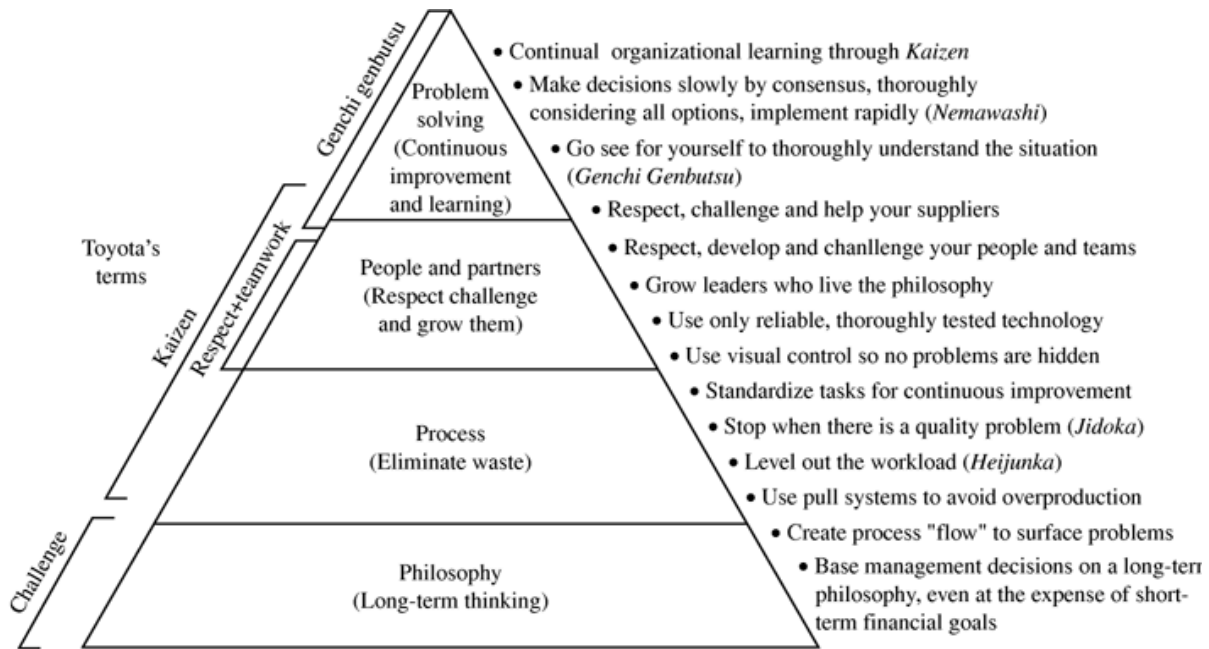 Genchi genbutsu
Kaizen
Respect+teamwork
Challenge
Toyota's
terms
Problem
solving
(Continuous
improvement
and learning)
People and partners
(Respect challenge
and grow them)
Process
(Eliminate waste)
Philosophy
(Long-term thinking)
• Continual organizational learning through Kaizen
• Make decisions slowly by consensus, thoroughly
considering all options, implement rapidly (Nemawashi)
• Go see for yourself to thoroughly understand the situation
(Genchi Genbutsu)
• Respect, challenge and help your suppliers
• Respect, develop and chanllenge your people and teams
• Grow leaders who live the philosophy
• Use only reliable, thoroughly tested technology
• Use visual control so no problems are hidden
• Standardize tasks for continuous improvement
• Stop when there is a quality problem (Jidoka)
• Level out the workload (Heijunka)
• Use pull systems to avoid overproduction
• Create process "flow" to surface problems
• Base management decisions on a long-terr
philosophy, even at the expense of short-
term financial goals